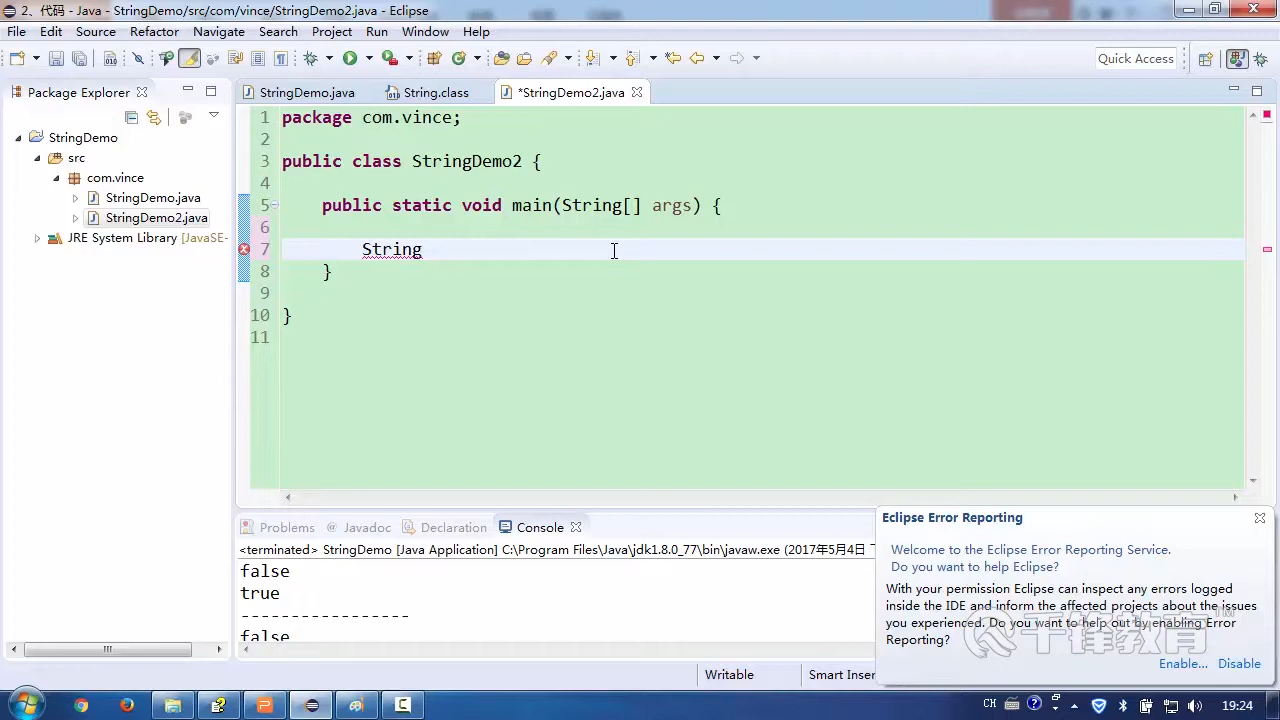 2、代码 - Java - StringDemo/src/com/vince/StringDemo2.java - Eclipse
File Edit Source Refactor Navigate Search Project Run Window Help
Quick Access
Package Explorer
StringDemo.java String.class *StringDemo2.java
StringDemo
src
com.vince
StringDemo.java
StringDemo2.java
JRE System Library [JavaSE-
1 package com.vince;
2
3 public class StringDemo2 {
4
5 public static void main(String[] args) {
6
7 String
8 }
9
10 }
11
Problems @ Javadoc Declaration Console
<terminated> StringDemo [Java Application] C:\Program Files\Java\jdk1.8.0_77\bin\javaw.exe (2017年5月4日 下
false
true
----------------
false
Eclipse Error Reporting
Welcome to the Eclipse Error Reporting Service.
Do you want to help Eclipse?
With your permission Eclipse can inspect any errors logged
inside the IDE and inform the affected projects about the issues
you experienced. Do you want to help out by enabling Error
Reporting?
Enable... Disable
千锋教育 TM
Writable Smart Inser
CH 19:24